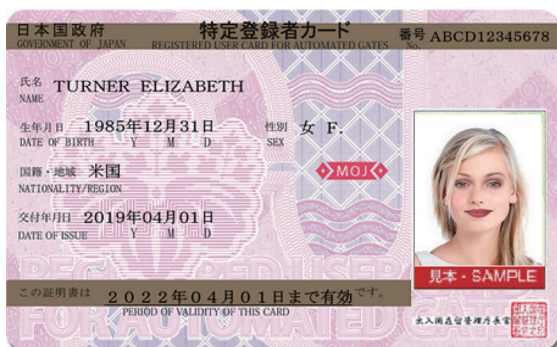 日本国政府 特定登録者カード 番号 ABCD12345678
GOVERNMENT OF JAPAN REGISTERED USER CARD FOR AUTOMATED GATES No.
氏名 TURNER ELIZABETH
NAME
生年月日 1985年12月31日 性別 女 F.
DATE OF BIRTH Y M D SEX
国籍・地域 米国
NATIONALITY/REGION
MOJ
交付年月日 2019年04月01日
DATE OF ISSUE Y M D
見本・SAMPLE
この証明書は 2022年04月01日まで有効 です。
PERIOD OF VALIDITY OF THIS CARD
出入国在留管理庁長官
REGISTERED USER
FOR AUTOMATED